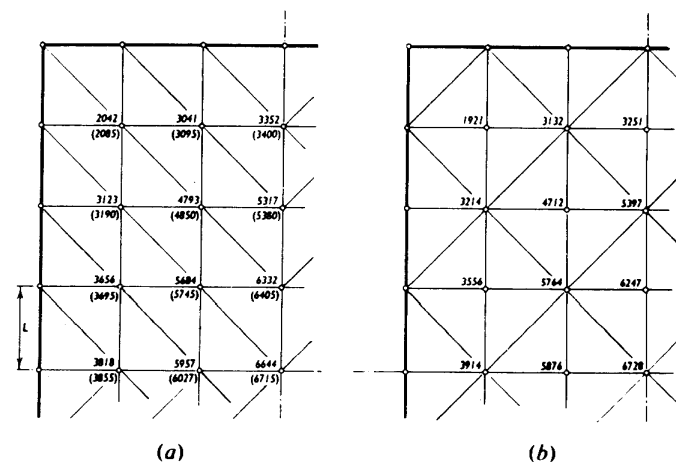 2042 3041 3352
(2085) (3095) (3400)
3123 4793 5317
(3190) (4850) (5380)
3656 5684 6332
(3695) (5745) (6405)
L
3818 5957 6644
(3855) (6027) (6715)
(a)
1921 3132 3251
3214 4712 5397
3556 5764 6247
3914 5876 6728
(b)